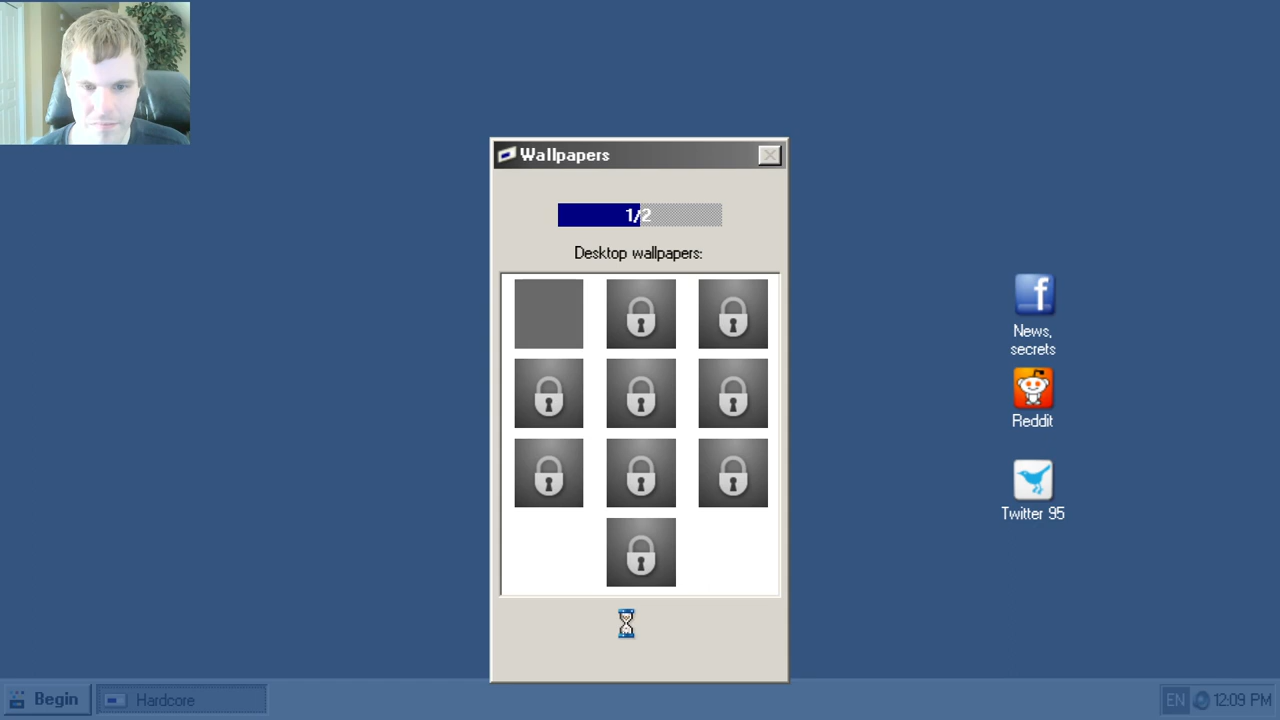 Wallpapers
1/2
Desktop wallpapers:
News,
secrets
Reddit
Twitter 95
Begin
Hardcore
EN
12:09 PM